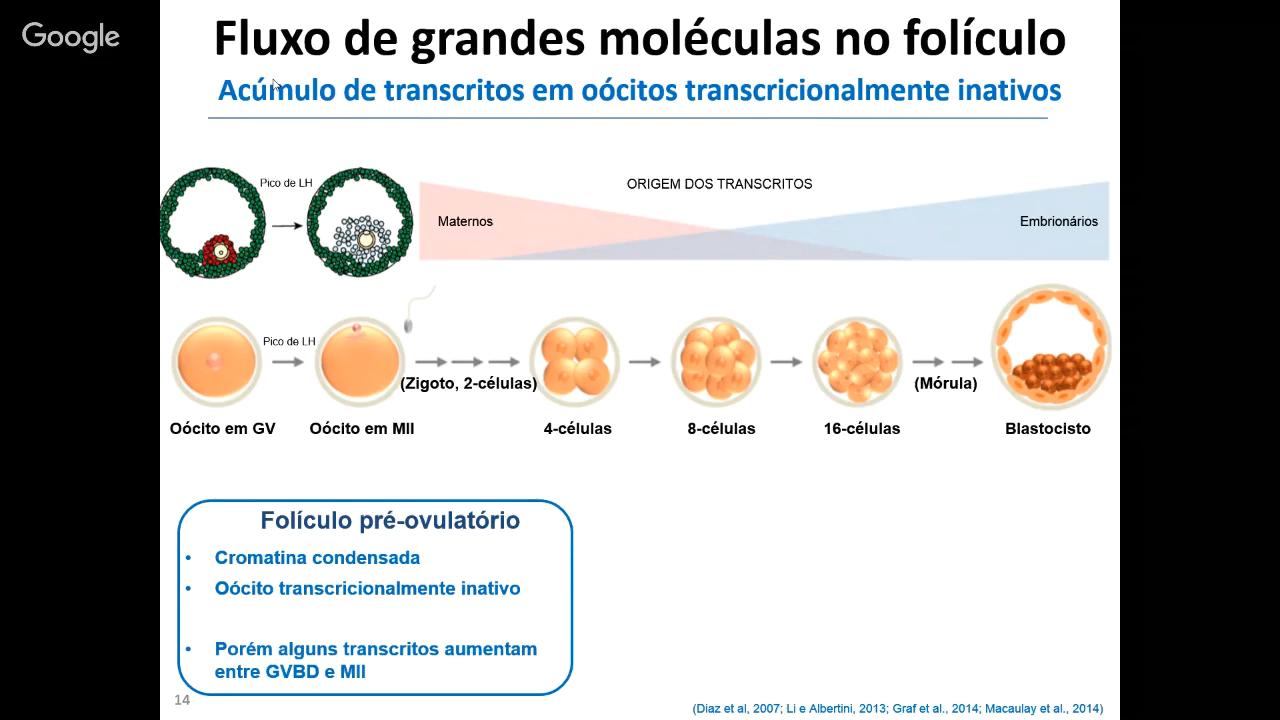 Google
Fluxo de grandes moléculas no folículo
Acúmulo de transcritos em oócitos transcricionalmente inativos
Pico de LH
ORIGEM DOS TRANSCRITOS
Maternos
Embrionários
Pico de LH
(Zigoto, 2-células)
(Mórula)
Oócito em GV
Oócito em MII
4-células
8-células
16-células
Blastocisto
Folículo pré-ovulatório
• Cromatina condensada
• Oócito transcricionalmente inativo
• Porém alguns transcritos aumentam
entre GVBD e MII
14
(Diaz et al, 2007; Li e Albertini, 2013; Graf et al., 2014; Macaulay et al., 2014)